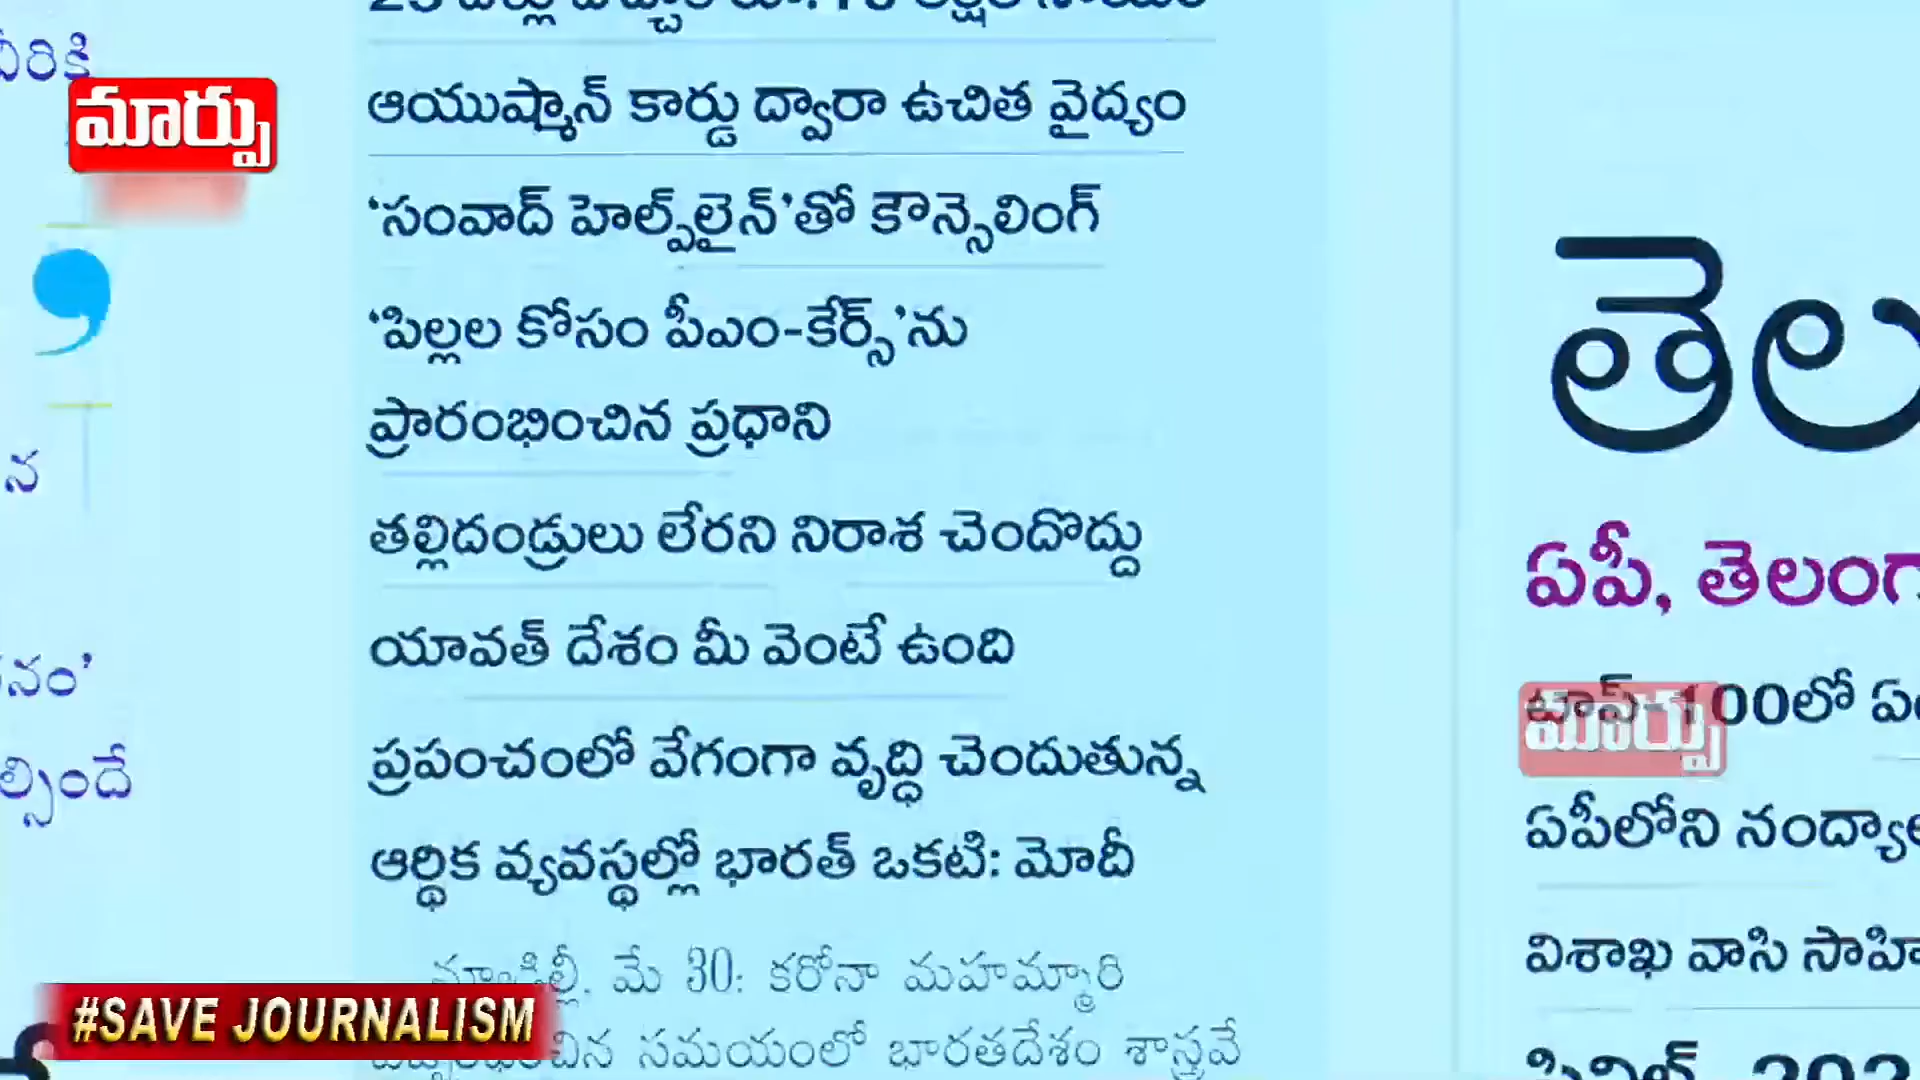 వీరికి
మార్పు
ఆయుష్మాన్ కార్డు ద్వారా ఉచిత వైద్యం
‘సంవాద్ హెల్ప్‌లైన్’తో కౌన్సెలింగ్
‘పిల్లల కోసం పీఎం-కేర్స్’ను
ప్రారంభించిన ప్రధాని
తల్లిదండ్రులు లేరని నిరాశ చెందొద్దు
యావత్ దేశం మీ వెంటే ఉంది
ప్రపంచంలో వేగంగా వృద్ధి చెందుతున్న
ఆర్థిక వ్యవస్థల్లో భారత్ ఒకటి: మోదీ
మే 30: కరోనా మహమ్మారి
సమయంలో భారతదేశం
#SAVE JOURNALISM
తెల
ఏపీ, తెలంగా
మార్పు
ఏపీలోని
విశాఖ వాసి